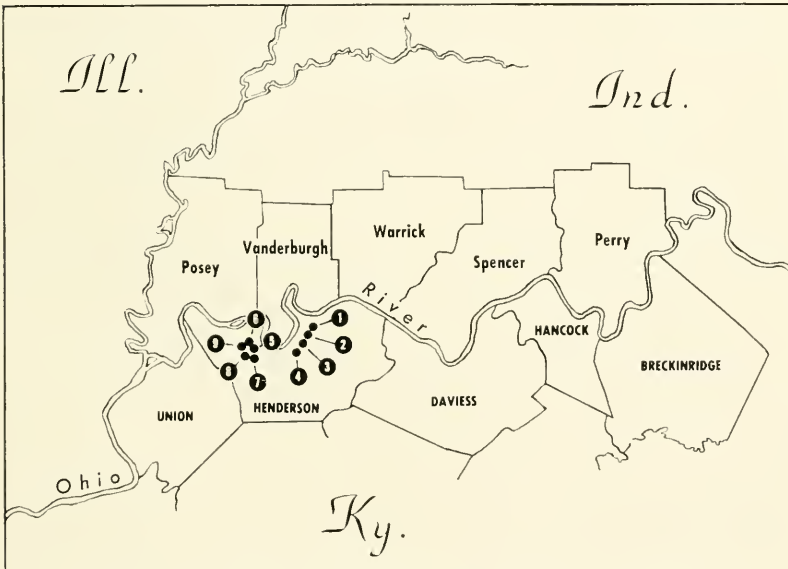 Ill.
Ind.
Posey
Vanderburgh
Warrick
Spencer
Perry
River
HANCOCK
BRECKINRIDGE
UNION
HENDERSON
DAVIESS
Ohio
Ky.
1
2
3
4
5
6
7
8
9